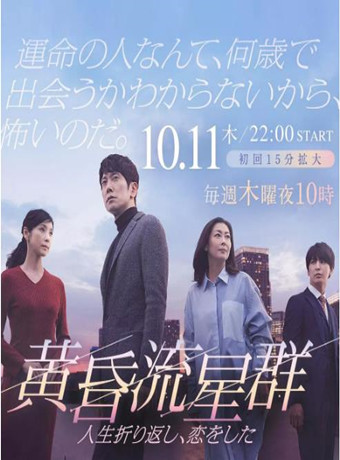 運命の人なんて、何歳で
出会うかわからないから、
怖いのだ。
10.11木/22:00 START
初回15分拡大
毎週木曜夜10時
黄昏流星群
人生折り返し、恋をした